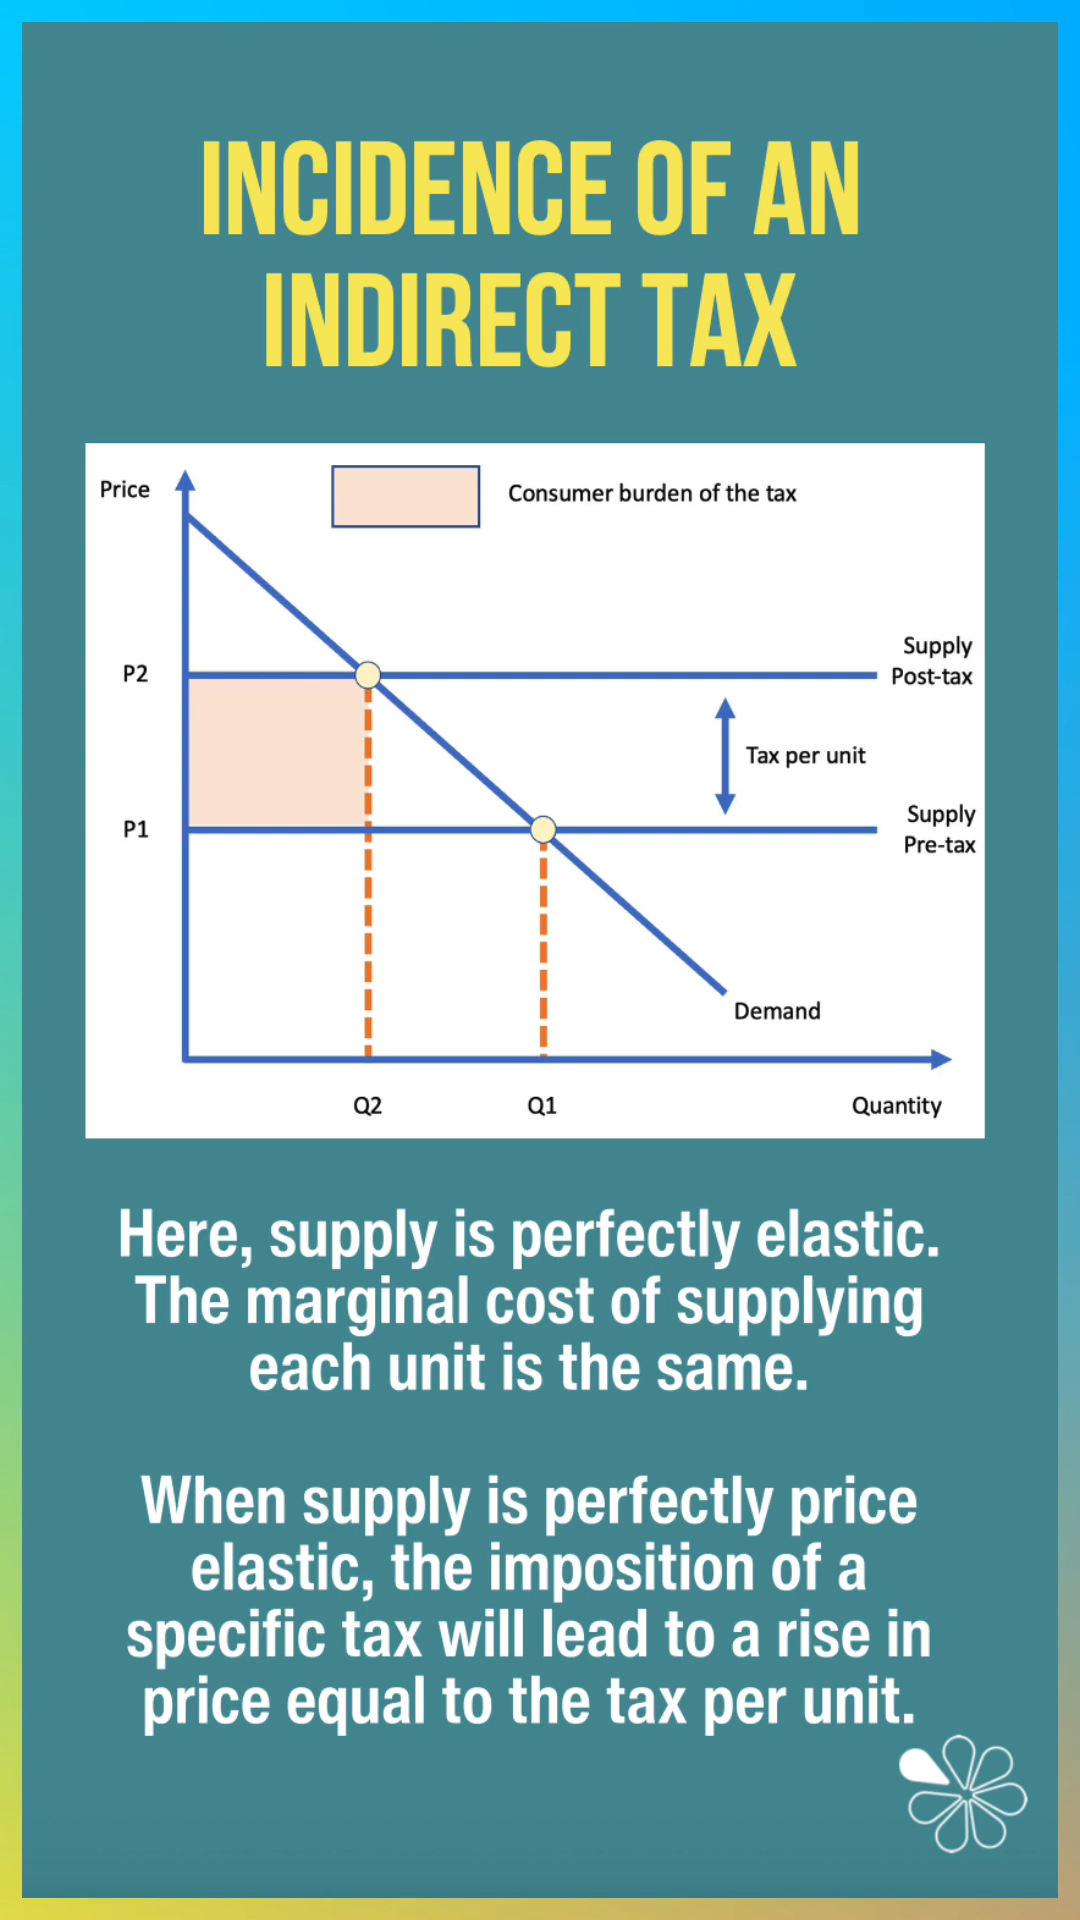 INCIDENCE OF AN
INDIRECT TAX
Price
Consumer burden of the tax
Supply
Post-tax
P2
Tax per unit
Supply
Pre-tax
P1
Demand
Q2
Q1
Quantity
Here, supply is perfectly elastic.
The marginal cost of supplying
each unit is the same.
When supply is perfectly price
elastic, the imposition of a
specific tax will lead to a rise in
price equal to the tax per unit.